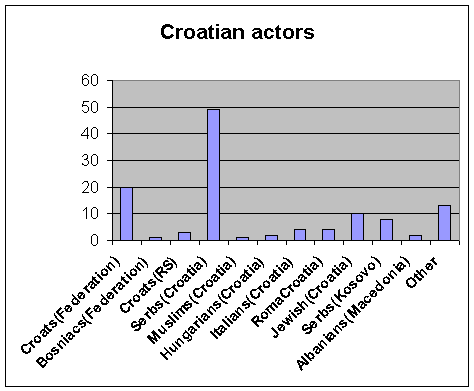 Croatian actors
60
50
40
30
20
10
0
Croats(Federation)
Bosniacs(Federation)
Croats(RS)
Serbs(Croatia)
Muslims(Croatia)
Hungarians(Croatia)
Italians(Croatia)
RomaCroatia)
Jewish(Croatia)
Serbs(Kosovo)
Albanians(Macedonia)
Other